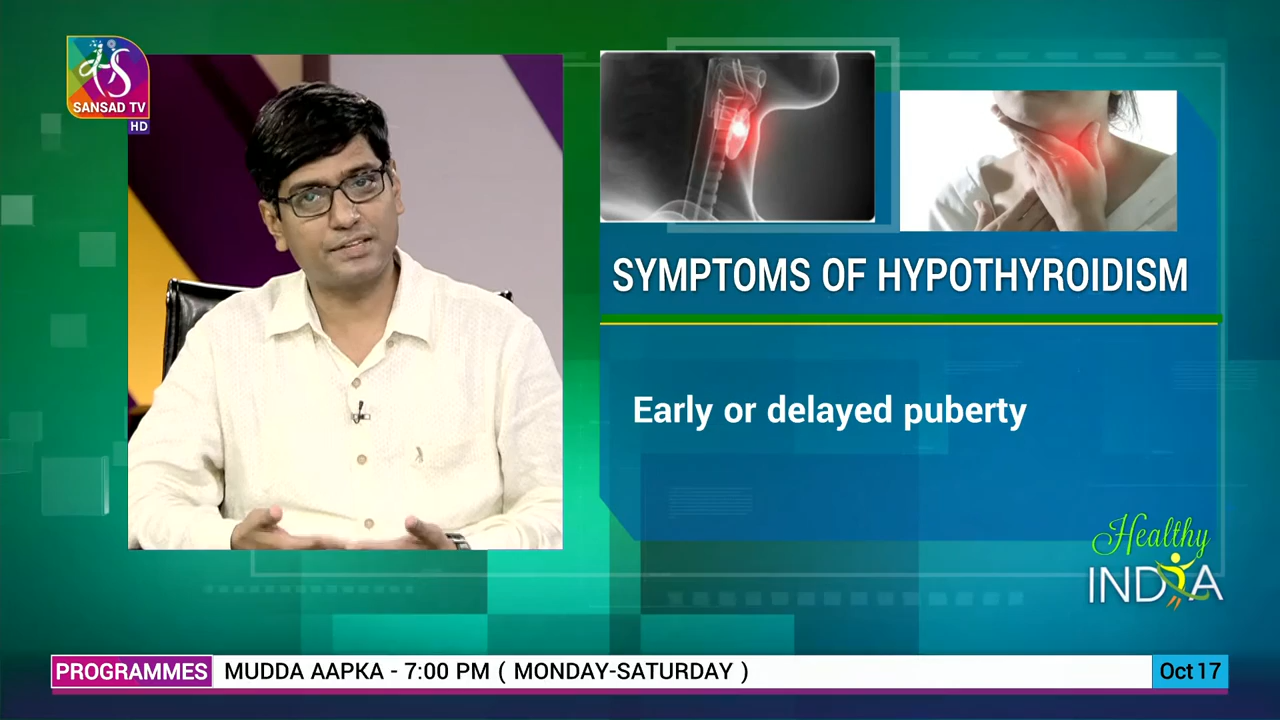 SANSAD TV
HD
SYMPTOMS OF HYPOTHYROIDISM
Early or delayed puberty
Healthy
INDIA
PROGRAMMES MUDDA AAPKA - 7:00 PM ( MONDAY-SATURDAY ) Oct 17